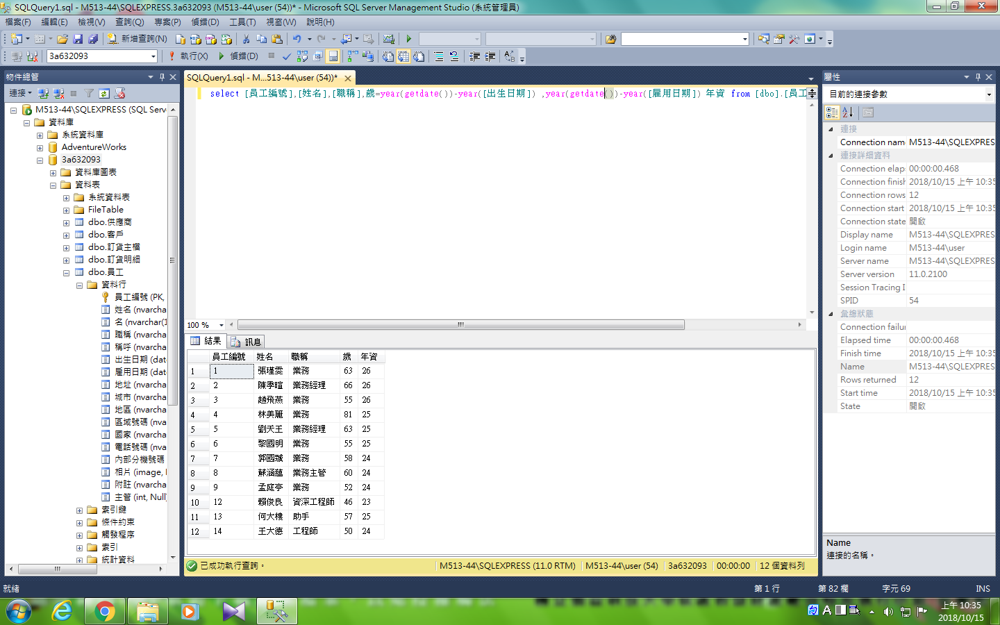 SQLQuery1.sql - M513-44\SQLEXPRESS.3a632093 (M513-44\user (54))* - Microsoft SQL Server Management Studio (系統管理員)
檔案(F) 編輯(E) 檢視(V) 查詢(Q) 專案(P) 偵錯(D) 工具(T) 視窗(W) 說明(H)
新增查詢(N)
3a632093 執行(X) 偵錯(D)
物件總管
連接
M513-44\SQLEXPRESS (SQL Serv
資料庫
系統資料庫
AdventureWorks
3a632093
資料庫圖表
資料表
系統資料表
FileTable
dbo.供應商
dbo.客戶
dbo.訂貨主檔
dbo.訂貨明細
dbo.員工
資料行
員工編號 (PK,
姓名 (nvarcha
名 (nvarchar(1
職稱 (nvarcha
稱呼 (nvarcha
出生日期 (dat
雇用日期 (dat
地址 (nvarcha
城市 (nvarcha
地區 (nvarcha
區域號碼 (nva
國家 (nvarcha
電話號碼 (nva
內部分機號碼
相片 (image, 
附註 (nvarcha
主管 (int, Null)
索引鍵
條件約束
觸發程序
索引
統計資料
SQLQuery1.sql - M...513-44\user (54))*
select [員工編號],[姓名],[職稱],歲=year(getdate())-year([出生日期]) ,year(getdate())-year([雇用日期]) 年資 from [dbo].[員工
100 %
結果 訊息
員工編號 姓名 職稱 歲 年資
1 1 張瑾雯 業務 63 26
2 2 陳季暄 業務經理 66 26
3 3 趙飛燕 業務 55 26
4 4 林美麗 業務 81 25
5 5 劉天王 業務經理 63 25
6 6 黎國明 業務 55 25
7 7 郭國臹 業務 58 24
8 8 蘇涵蘊 業務主管 60 24
9 9 孟庭亭 業務 52 24
10 12 賴俊良 資深工程師 46 23
11 13 何大樓 助手 57 25
12 14 王大德 工程師 50 24
已成功執行查詢。 M513-44\SQLEXPRESS (11.0 RTM) M513-44\user (54) 3a632093 00:00:00 12 個資料列
屬性
目前的連接參數
連接
Connection nam M513-44\SQLEXPRES
連接詳細資料
Connection elap 00:00:00.468
Connection finish 2018/10/15 上午 10:35
Connection rows 12
Connection start 2018/10/15 上午 10:35
Connection state 開啟
Display name M513-44\SQLEXPRES
Login name M513-44\user
Server name M513-44\SQLEXPRES
Server version 11.0.2100
Session Tracing I
SPID 54
彙總狀態
Connection failur
Elapsed time 00:00:00.468
Finish time 2018/10/15 上午 10:35
Name M513-44\SQLEXPRES
Rows returned 12
Start time 2018/10/15 上午 10:35
State 開啟
Name
連接的名稱。
就緒 第 1 行 第 82 欄 字元 69 INS
上午 10:35
2018/10/15